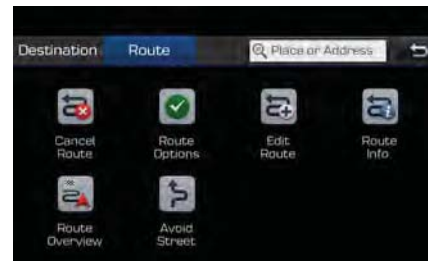 Destination
Route
Place or Address
Cancel
Route
Route
Options
Edit
Route
Route
Info
Route
Overview
Avoid
Street